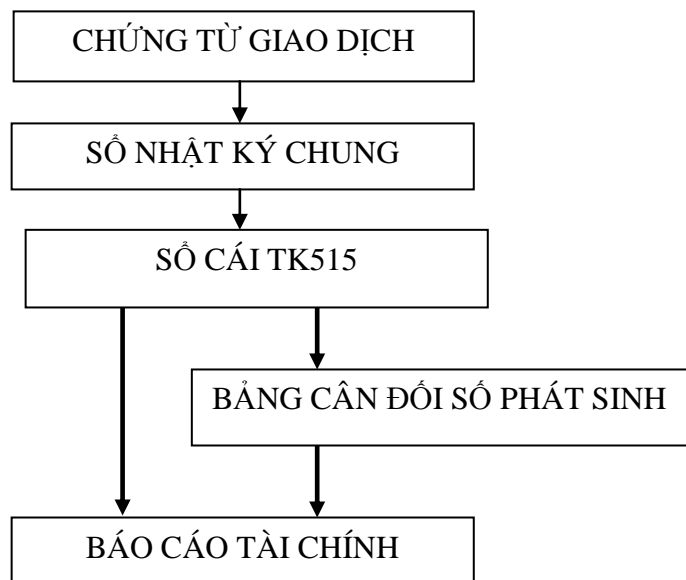 CHỨNG TỪ GIAO DỊCH
SỔ NHẬT KÝ CHUNG
SỔ CÁI TK515
BẢNG CÂN ĐỐI SỐ PHÁT SINH
BÁO CÁO TÀI CHÍNH